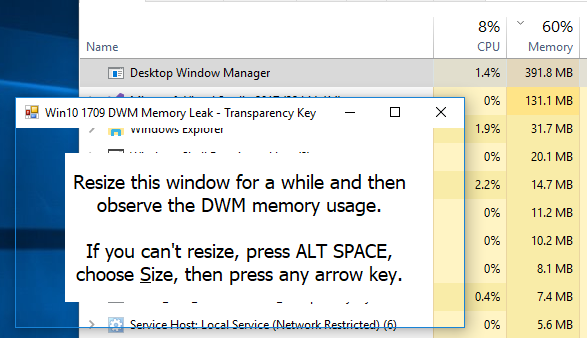 8% 60%
Name CPU Memory
Desktop Window Manager 1.4% 391.8 MB
0% 131.1 MB
Win10 1709 DWM Memory Leak - Transparency Key
Windows Explorer 1.9% 31.7 MB
0% 20.1 MB
Resize this window for a while and then
observe the DWM memory usage.
If you can't resize, press ALT SPACE,
choose Size, then press any arrow key.
2.2% 14.7 MB
0% 11.2 MB
0% 10.2 MB
0% 8.1 MB
0.4% 7.4 MB
Service Host: Local Service (Network Restricted) (6) 0% 5.6 MB